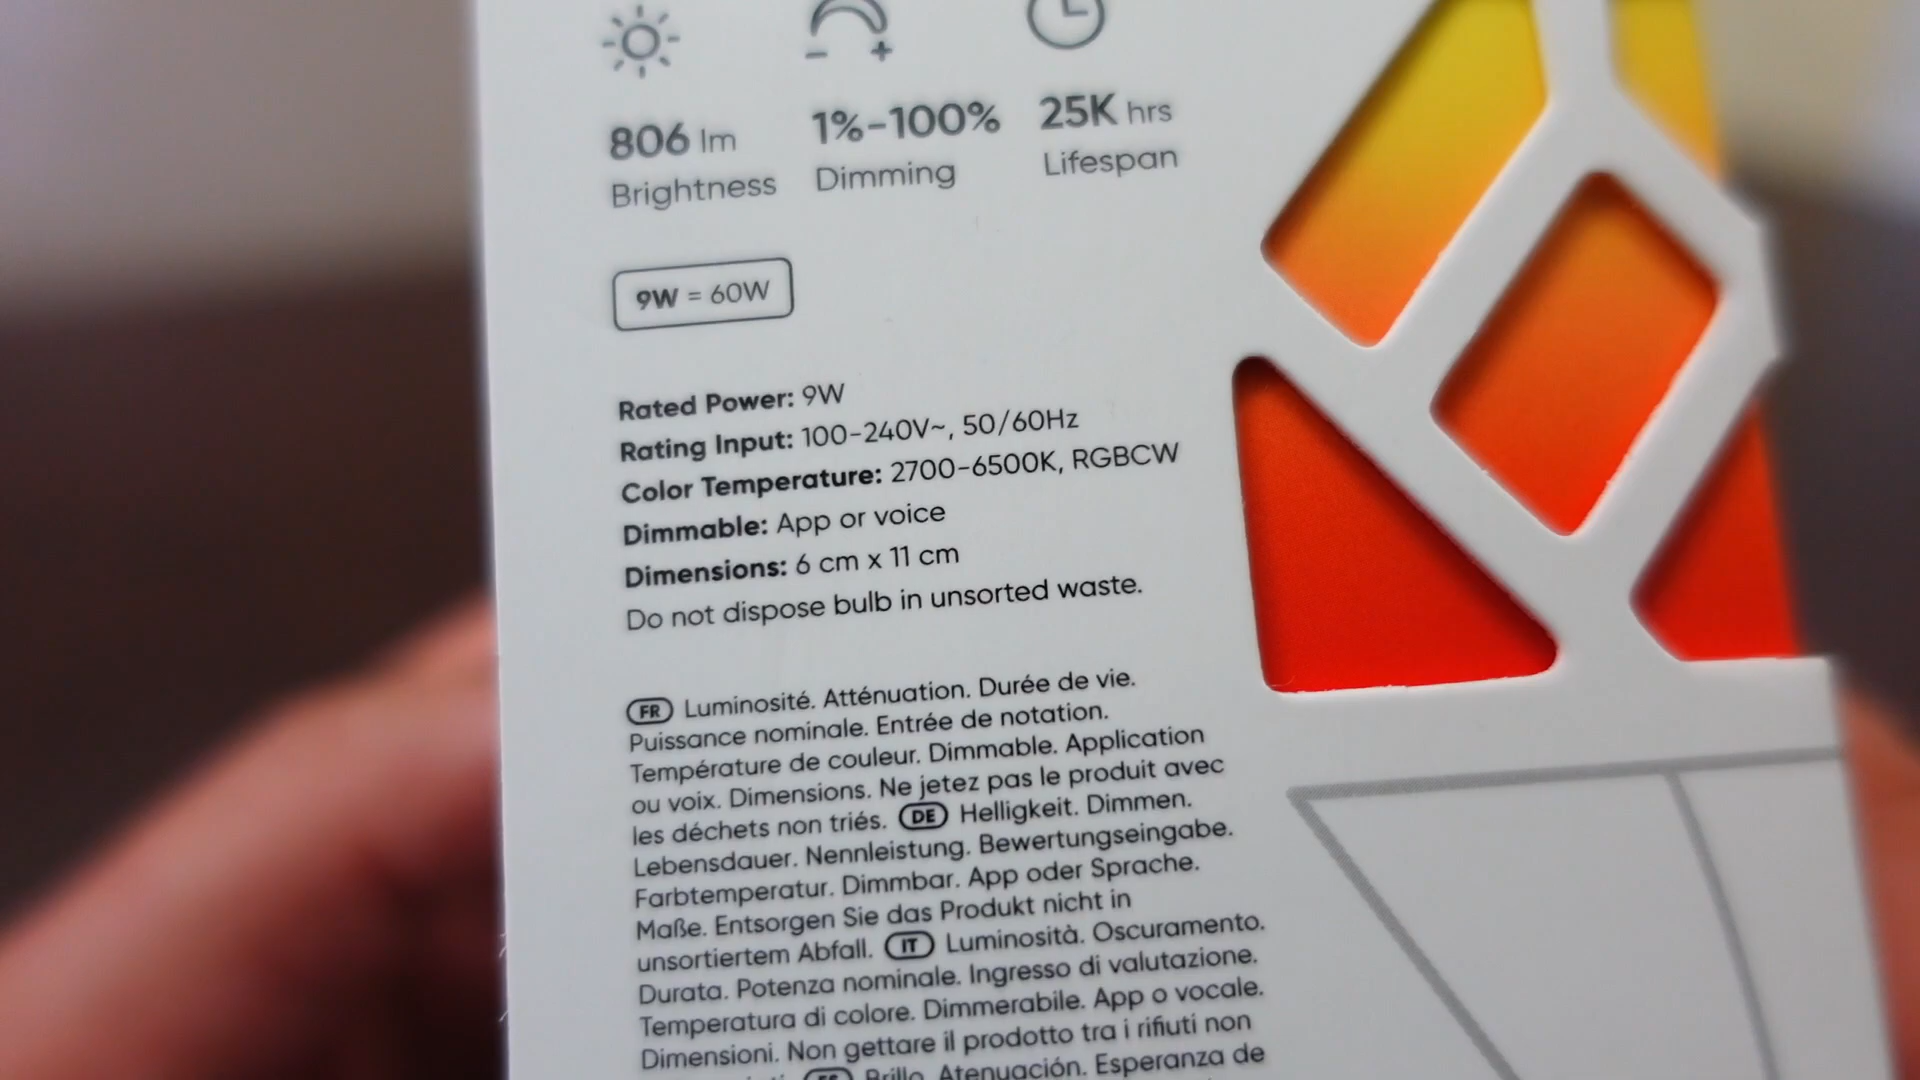 806 lm 1%-100% 25K hrs
Brightness Dimming Lifespan
9W = 60W
Rated Power: 9W
Rating Input: 100-240V~, 50/60Hz
Color Temperature: 2700-6500K, RGBCW
Dimmable: App or voice
Dimensions: 6 cm x 11 cm
Do not dispose bulb in unsorted waste.
FR Luminosité. Atténuation. Durée de vie.
Puissance nominale. Entrée de notation.
Température de couleur. Dimmable. Application
ou voix. Dimensions. Ne jetez pas le produit avec
les déchets non triés. DE Helligkeit. Dimmen.
Lebensdauer. Nennleistung. Bewertungseingabe.
Farbtemperatur. Dimmbar. App oder Sprache.
Maße. Entsorgen Sie das Produkt nicht in
unsortiertem Abfall. IT Luminosità. Oscuramento.
Durata. Potenza nominale. Ingresso di valutazione.
Temperatura di colore. Dimmerabile. App o vocale.
Dimensioni. Non gettare il prodotto tra i rifiuti non
ES Brillo. Atenuación. Esperanza de